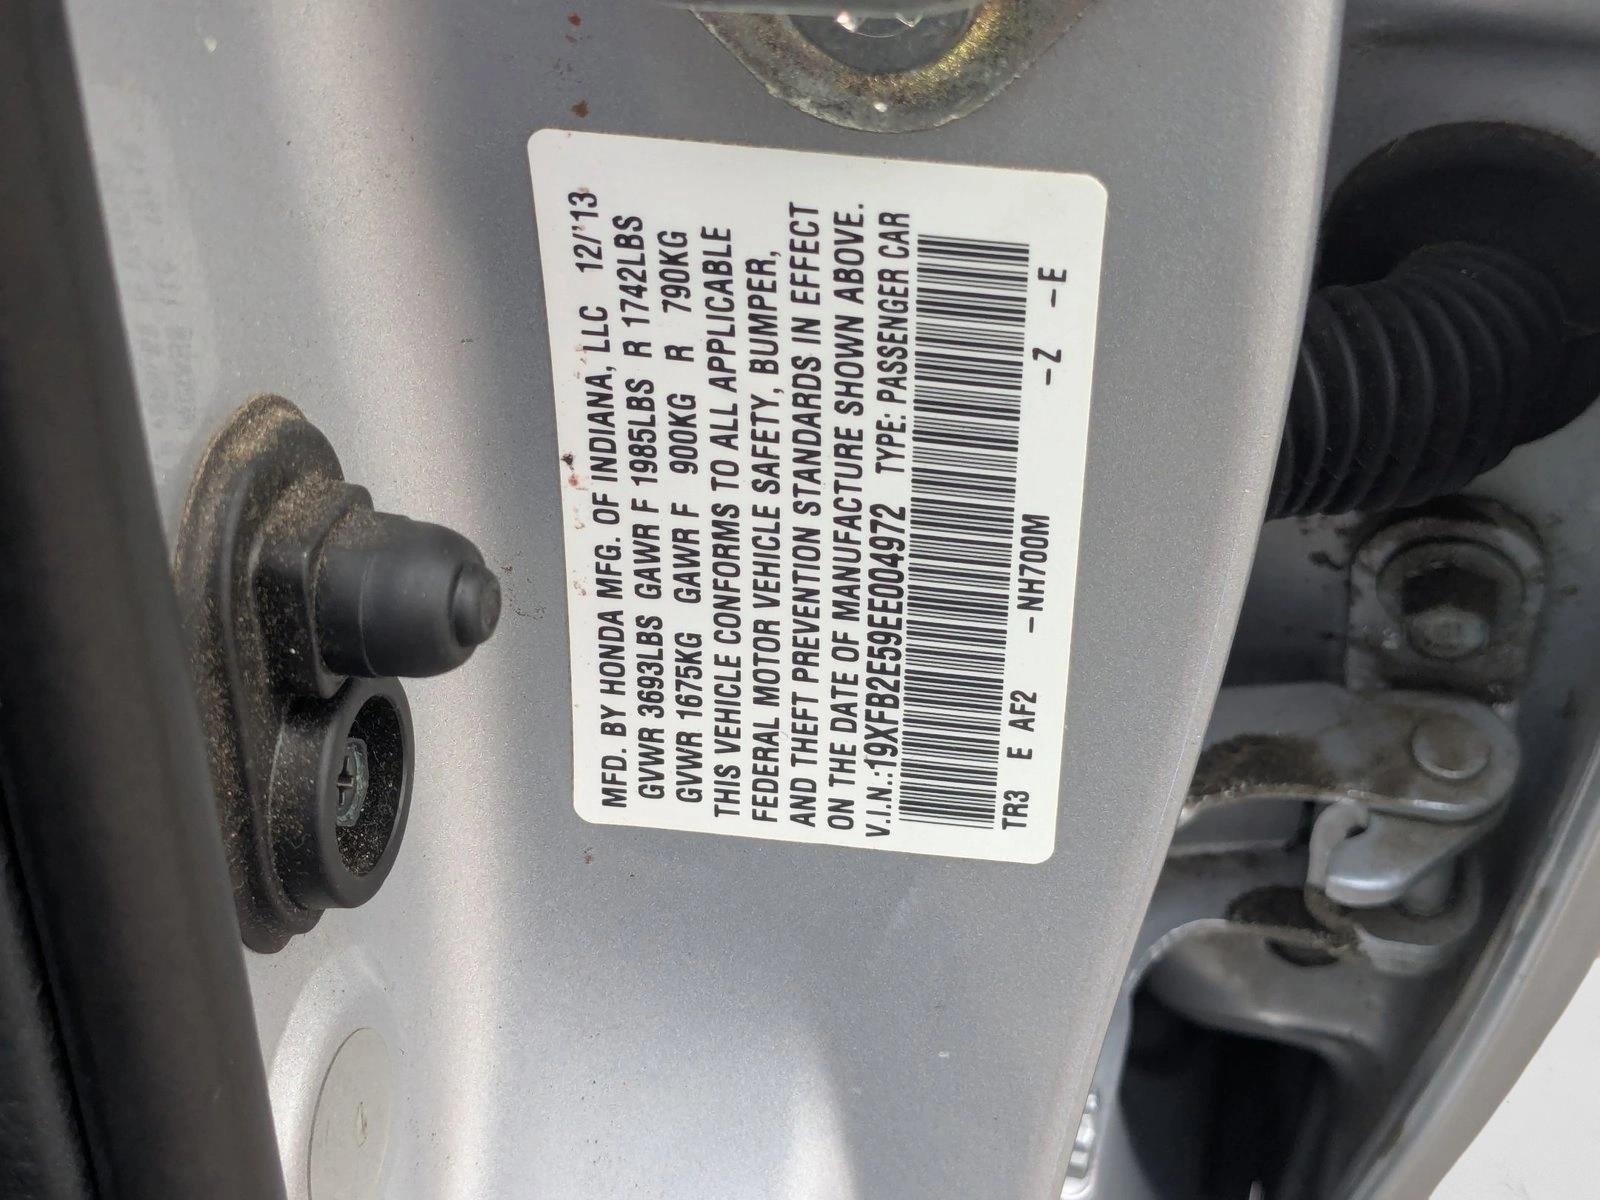 MFD. BY HONDA MFG. OF INDIANA, LLC 12/'13
GVWR 3693LBS GAWR F 1985LBS R 1742LBS
GVWR 1675KG GAWR F 900KG R 790KG
THIS VEHICLE CONFORMS TO ALL APPLICABLE
FEDERAL MOTOR VEHICLE SAFETY, BUMPER,
AND THEFT PREVENTION STANDARDS IN EFFECT
ON THE DATE OF MANUFACTURE SHOWN ABOVE.
V.I.N.:19XFB2E59EE004972 TYPE: PASSENGER CAR
TR3 E AF2 -NH700M -Z -E